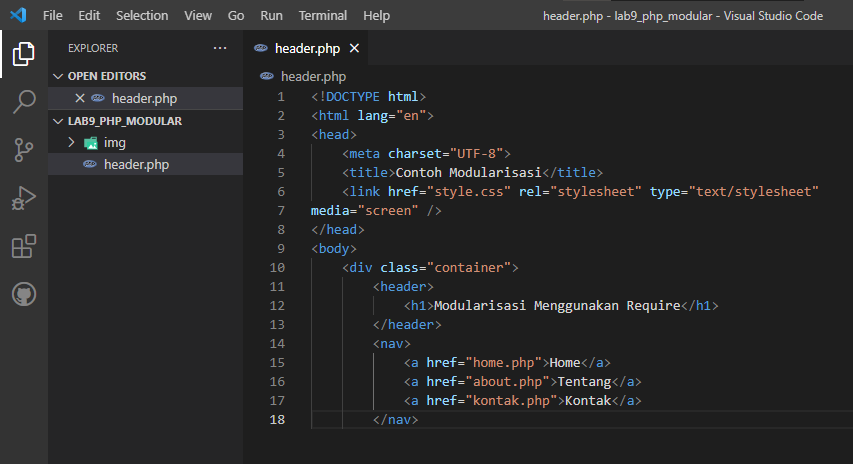 File Edit Selection View Go Run Terminal Help header.php - lab9_php_modular - Visual Studio Code
EXPLORER ...
header.php
OPEN EDITORS
header.php
LAB9_PHP_MODULAR
img
header.php
header.php
1 <!DOCTYPE html>
2 <html lang="en">
3 <head>
4 <meta charset="UTF-8">
5 <title>Contoh Modularisasi</title>
6 <link href="style.css" rel="stylesheet" type="text/stylesheet"
7 media="screen" />
8 </head>
9 <body>
10 <div class="container">
11 <header>
12 <h1>Modularisasi Menggunakan Require</h1>
13 </header>
14 <nav>
15 <a href="home.php">Home</a>
16 <a href="about.php">Tentang</a>
17 <a href="kontak.php">Kontak</a>
18 </nav>